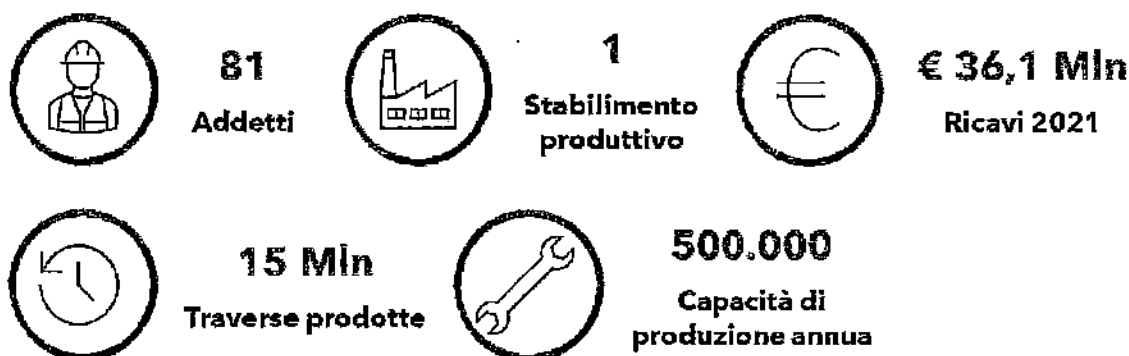 81
Addetti
1
Stabilimento
produttivo
€ 36,1 Mln
Ricavi 2021
15 Mln
Traverse prodotte
500.000
Capacità di
produzione annua